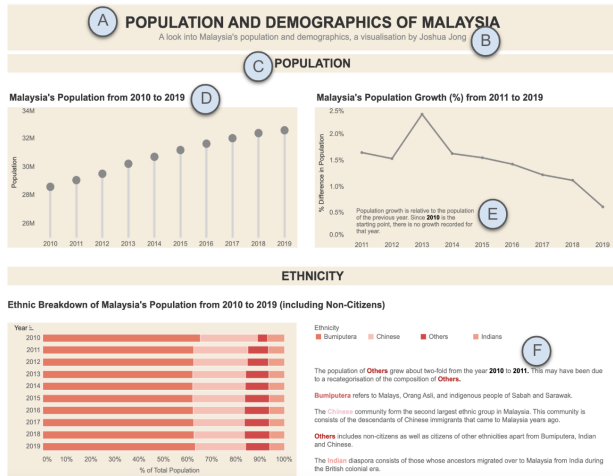 A
POPULATION AND DEMOGRAPHICS OF MALAYSIA
A look into Malaysia's population and demographics, a visualisation by Joshua Jong
B
C
POPULATION
Malaysia's Population from 2010 to 2019
D
34M
32M
30M
28M
26M
Population
2010 2011 2012 2013 2014 2015 2016 2017 2018 2019
Malaysia's Population Growth (%) from 2011 to 2019
2.5%
2.0%
1.5%
1.0%
0.5%
0.0%
% Difference in Population
Population growth is relative to the population
of the previous year. Since 2010 is the
starting point, there is no growth recorded for
that year.
E
2011 2012 2013 2014 2015 2016 2017 2018 2019
ETHNICITY
Ethnic Breakdown of Malaysia's Population from 2010 to 2019 (including Non-Citizens)
Year
2010
2011
2012
2013
2014
2015
2016
2017
2018
2019
0% 10% 20% 30% 40% 50% 60% 70% 80% 90% 100%
% of Total Population
Ethnicity
Bumiputera Chinese Others Indians
F
The population of Others grew about two-fold from the year 2010 to 2011. This may have been due
to a recategorisation of the composition of Others.
Bumiputera refers to Malays, Orang Asli, and indigenous people of Sabah and Sarawak.
The Chinese community form the second largest ethnic group in Malaysia. This community is
consists of the descendants of Chinese immigrants that came to Malaysia years ago.
Others includes non-citizens as well as citizens of other ethnicities apart from Bumiputera, Indian
and Chinese.
The Indian diaspora consists of those whose ancestors migrated over to Malaysia from India during
the British colonial era.